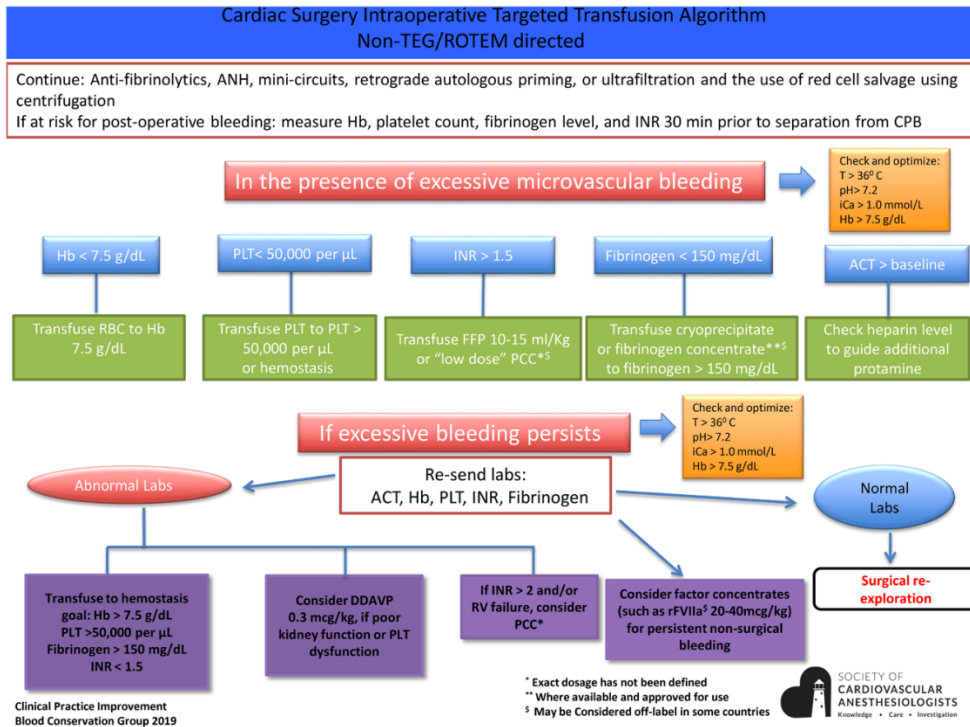 Cardiac Surgery Intraoperative Targeted Transfusion Algorithm
Non-TEG/ROTEM directed
Continue: Anti-fibrinolytics, ANH, mini-circuits, retrograde autologous priming, or ultrafiltration and the use of red cell salvage using
centrifugation
If at risk for post-operative bleeding: measure Hb, platelet count, fibrinogen level, and INR 30 min prior to separation from CPB
In the presence of excessive microvascular bleeding
Check and optimize:
T > 36⁰ C
pH> 7.2
iCa > 1.0 mmol/L
Hb > 7.5 g/dL
Hb < 7.5 g/dL
PLT< 50,000 per µL
INR > 1.5
Fibrinogen < 150 mg/dL
ACT > baseline
Transfuse RBC to Hb
7.5 g/dL
Transfuse PLT to PLT >
50,000 per µL
or hemostasis
Transfuse FFP 10-15 ml/Kg
or “low dose” PCC*$
Transfuse cryoprecipitate
or fibrinogen concentrate**$
to fibrinogen > 150 mg/dL
Check heparin level
to guide additional
protamine
If excessive bleeding persists
Check and optimize:
T > 36⁰ C
pH> 7.2
iCa > 1.0 mmol/L
Hb > 7.5 g/dL
Re-send labs:
ACT, Hb, PLT, INR, Fibrinogen
Abnormal Labs
Normal
Labs
Transfuse to hemostasis
goal: Hb > 7.5 g/dL
PLT >50,000 per µL
Fibrinogen > 150 mg/dL
INR < 1.5
Consider DDAVP
0.3 mcg/kg, if poor
kidney function or PLT
dysfunction
If INR > 2 and/or
RV failure, consider
PCC*
Consider factor concentrates
(such as rFVIIa$ 20-40mcg/kg)
for persistent non-surgical
bleeding
Surgical re-
exploration
* Exact dosage has not been defined
** Where available and approved for use
$ May be Considered off-label in some countries
Clinical Practice Improvement
Blood Conservation Group 2019
SOCIETY OF
CARDIOVASCULAR
ANESTHESIOLOGISTS
Knowledge • Care • Investigation